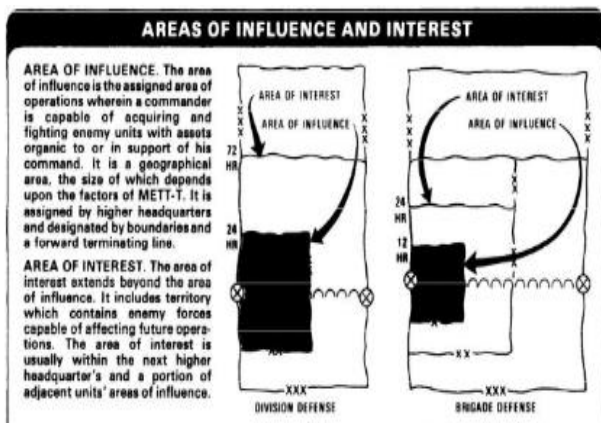 AREAS OF INFLUENCE AND INTEREST
AREA OF INFLUENCE. The area
of influence is the assigned area of
operations wherein a commander
is capable of acquiring and
fighting enemy units with assets
organic to or in support of his
command. It is a geographical
area, the size of which depends
upon the factors of METT-T. It is
assigned by higher headquarters
and designated by boundaries and
a forward terminating line.
AREA OF INTEREST. The area of
interest extends beyond the area
of influence. It includes territory
which contains enemy forces
capable of affecting future opera-
tions. The area of interest is
usually within the next higher
headquarter's and a portion of
adjacent units' areas of influence.
AREA OF INTEREST
AREA OF INFLUENCE
XXX
XXX
72
HR
24
HR
XX
XXX
DIVISION DEFENSE
AREA OF INTEREST
AREA OF INFLUENCE
XXX
XXX
XX
24
HR
12
HR
X
X
XX
XXX
BRIGADE DEFENSE